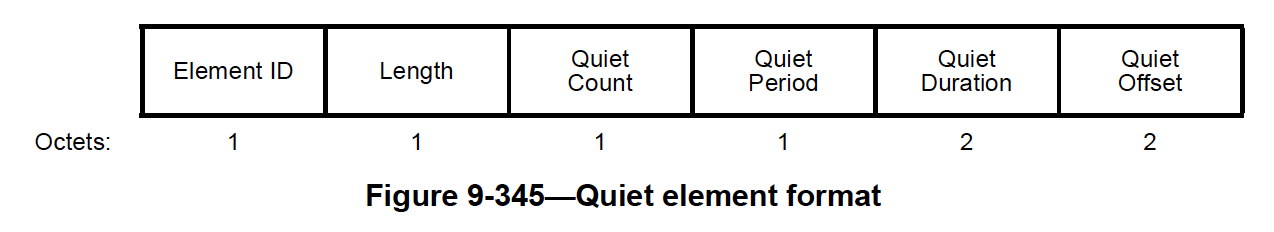 Element ID
Length
Quiet
Count
Quiet
Period
Quiet
Duration
Quiet
Offset
Octets: 1 1 1 1 2 2
Figure 9-345—Quiet element format